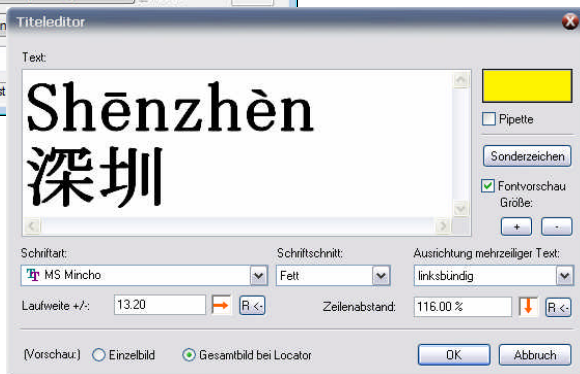 Titeleditor
Text:
Shēnzhèn
深圳
Pipette
Sonderzeichen
Fontvorschau
Größe:
+ -
Schriftart: Schriftschnitt: Ausrichtung mehrzeiliger Text:
MS Mincho Fett linksbündig
Laufweite +/-: 13.20 R <- Zeilenabstand: 116.00 % R <-
(Vorschau:) Einzelbild Gesamtbild bei Locator OK Abbruch